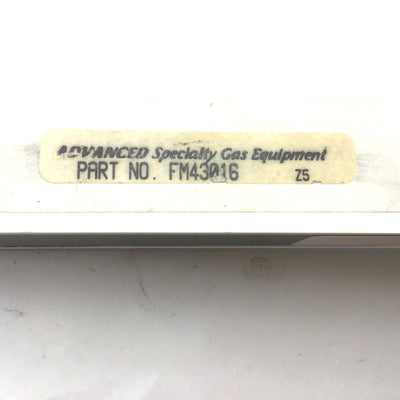 ADVANCED Specialty Gas Equipment
PART NO. FM43016 Z5